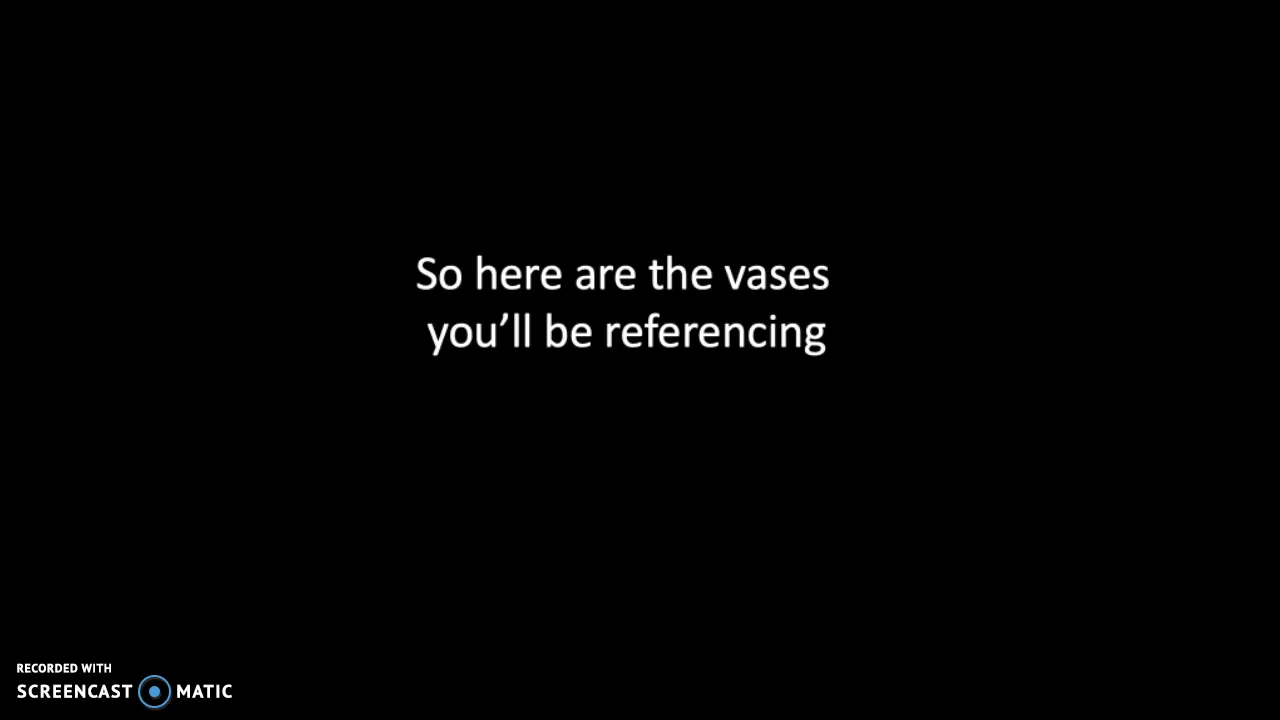 So here are the vases
you’ll be referencing
RECORDED WITH
SCREENCAST MATIC